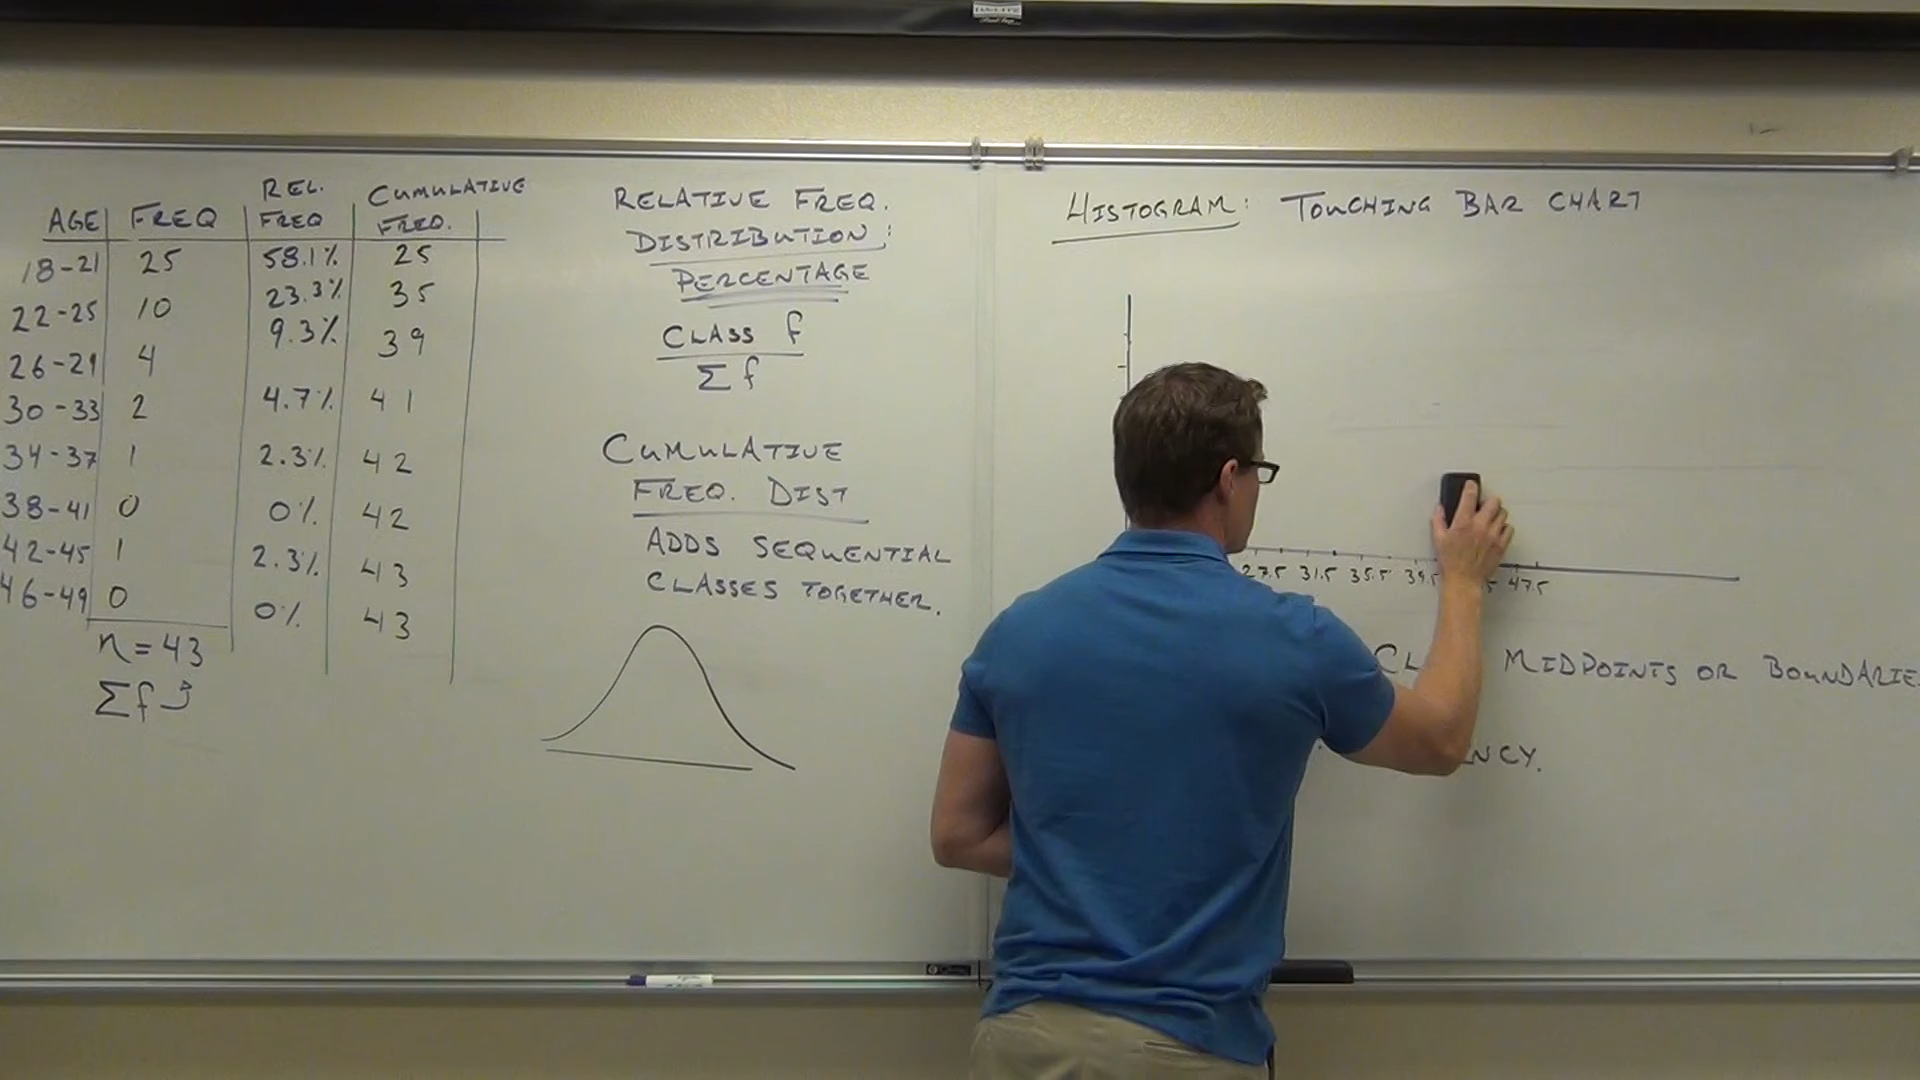 AGE FREQ REL. FREQ CUMULATIVE FREQ.
18-21 25 58.1% 25
22-25 10 23.3% 35
26-29 4 9.3% 39
30-33 2 4.7% 41
34-37 1 2.3% 42
38-41 0 0% 42
42-45 1 2.3% 43
46-49 0 0% 43
n = 43
Σf
RELATIVE FREQ.
DISTRIBUTION:
PERCENTAGE
CLASS f
Σ f
CUMULATIVE
FREQ. DIST
ADDS SEQUENTIAL
CLASSES TOGETHER.
HISTOGRAM: TOUCHING BAR CHART
27.5 31.5 35.5 39.5 47.5
MIDPOINTS OR BOUNDARIES
NCY.